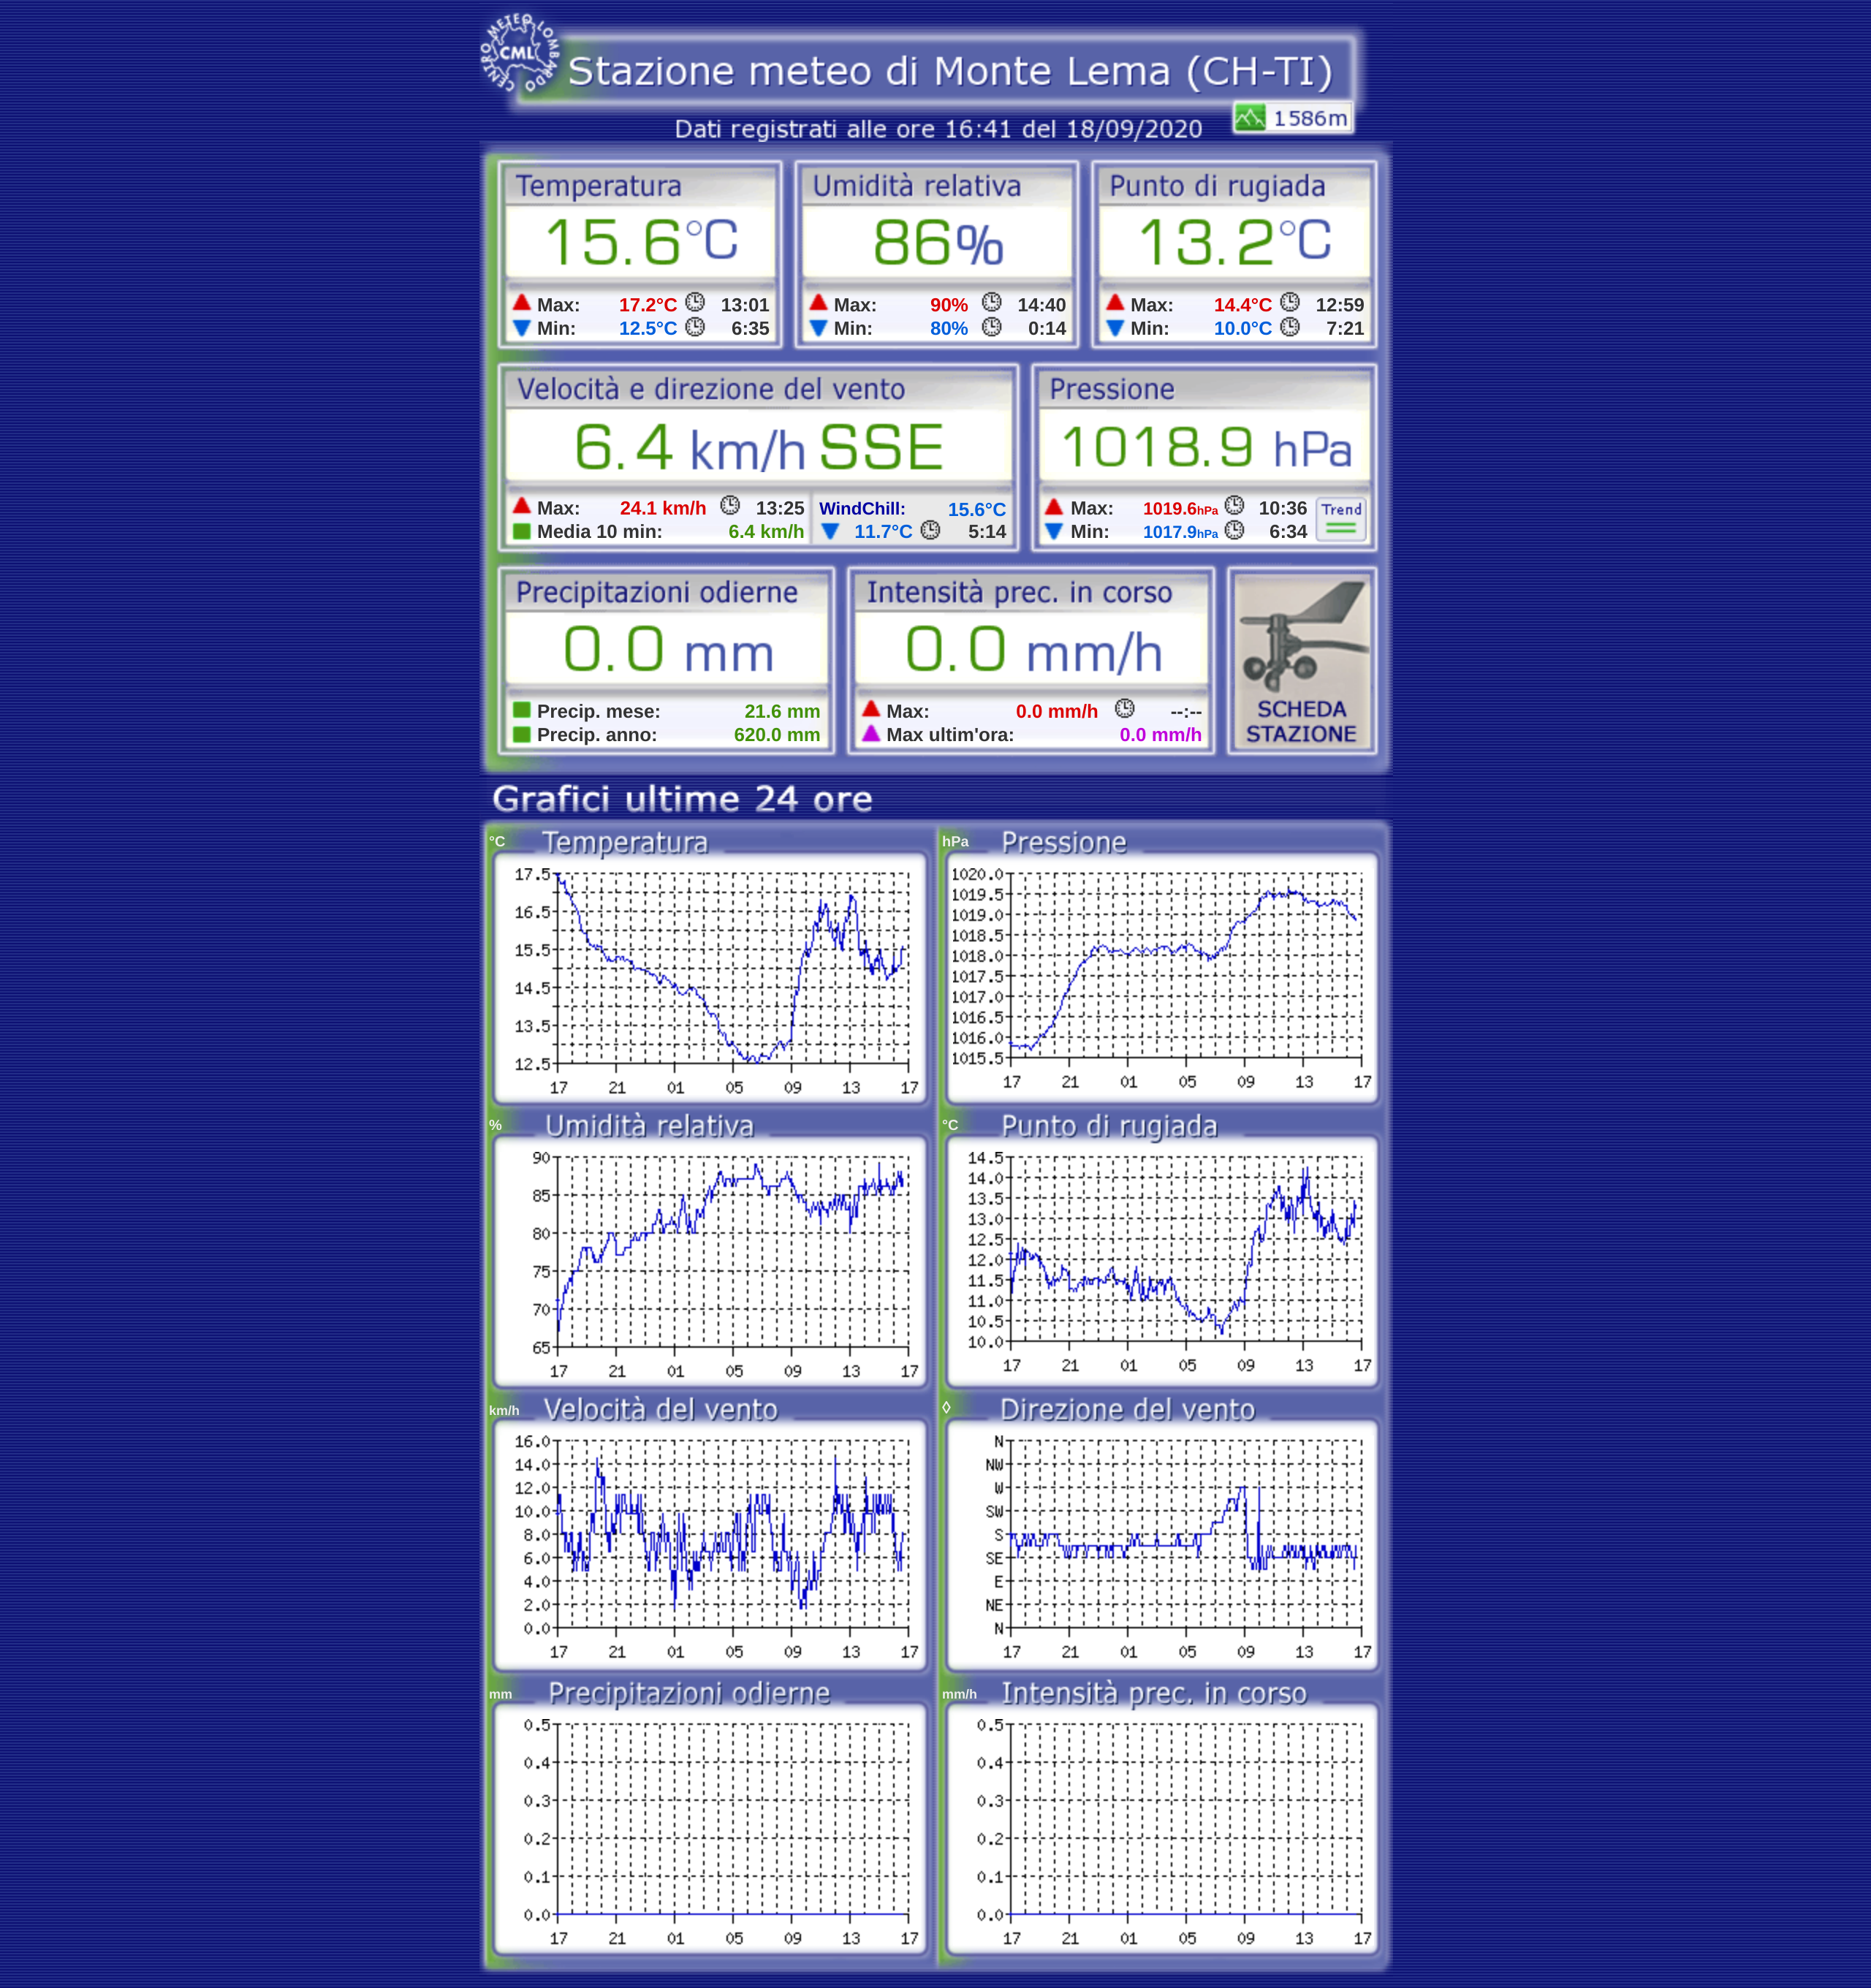 CENTRO METEO LOMBARDO
CML
Stazione meteo di Monte Lema (CH-TI)
1586m
Dati registrati alle ore 16:41 del 18/09/2020
Temperatura Umidità relativa Punto di rugiada
15.6°C 86% 13.2°C
Max: 17.2°C 13:01 Max: 90% 14:40 Max: 14.4°C 12:59
Min: 12.5°C 6:35 Min: 80% 0:14 Min: 10.0°C 7:21
Velocità e direzione del vento Pressione
6.4 km/h SSE 1018.9 hPa
Max: 24.1 km/h 13:25 WindChill: 15.6°C Max: 1019.6hPa 10:36 Trend
Media 10 min: 6.4 km/h 11.7°C 5:14 Min: 1017.9hPa 6:34
Precipitazioni odierne Intensità prec. in corso
0.0 mm 0.0 mm/h
Precip. mese: 21.6 mm Max: 0.0 mm/h --:-- SCHEDA
Precip. anno: 620.0 mm Max ultim'ora: 0.0 mm/h STAZIONE
Grafici ultime 24 ore
°C Temperatura
17.5
16.5
15.5
14.5
13.5
12.5
17 21 01 05 09 13 17
hPa Pressione
1020.0
1019.5
1019.0
1018.5
1018.0
1017.5
1017.0
1016.5
1016.0
1015.5
17 21 01 05 09 13 17
% Umidità relativa
90
85
80
75
70
65
17 21 01 05 09 13 17
°C Punto di rugiada
14.5
14.0
13.5
13.0
12.5
12.0
11.5
11.0
10.5
10.0
17 21 01 05 09 13 17
km/h Velocità del vento
16.0
14.0
12.0
10.0
8.0
6.0
4.0
2.0
0.0
17 21 01 05 09 13 17
◊ Direzione del vento
N
NW
W
SW
S
SE
E
NE
N
17 21 01 05 09 13 17
mm Precipitazioni odierne
0.5
0.4
0.3
0.2
0.1
0.0
17 21 01 05 09 13 17
mm/h Intensità prec. in corso
0.5
0.4
0.3
0.2
0.1
0.0
17 21 01 05 09 13 17